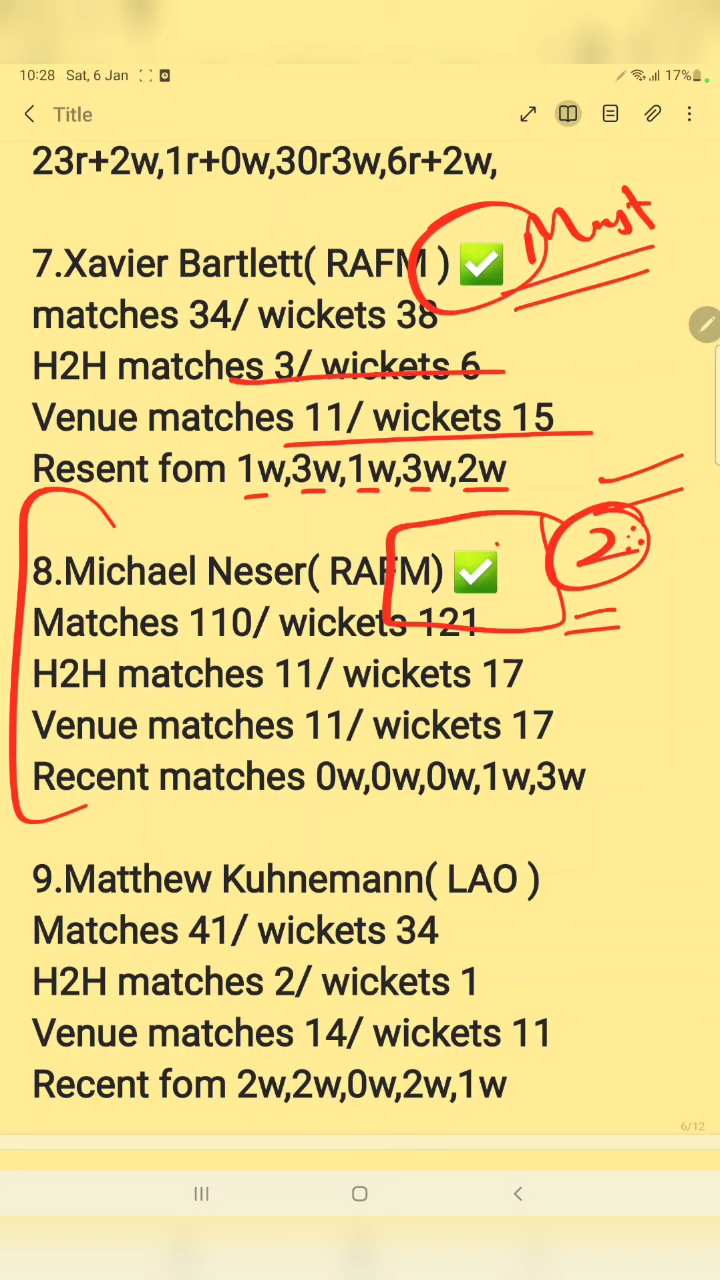 10:28 Sat, 6 Jan 17%
Title
23r+2w,1r+0w,30r3w,6r+2w,
7.Xavier Bartlett( RAFM ) ✅ Must
matches 34/ wickets 38
H2H matches 3/ wickets 6
Venue matches 11/ wickets 15
Resent fom 1w,3w,1w,3w,2w
8.Michael Neser( RAFM) ✅ 2
Matches 110/ wickets 121
H2H matches 11/ wickets 17
Venue matches 11/ wickets 17
Recent matches 0w,0w,0w,1w,3w
9.Matthew Kuhnemann( LAO )
Matches 41/ wickets 34
H2H matches 2/ wickets 1
Venue matches 14/ wickets 11
Recent fom 2w,2w,0w,2w,1w
6/12